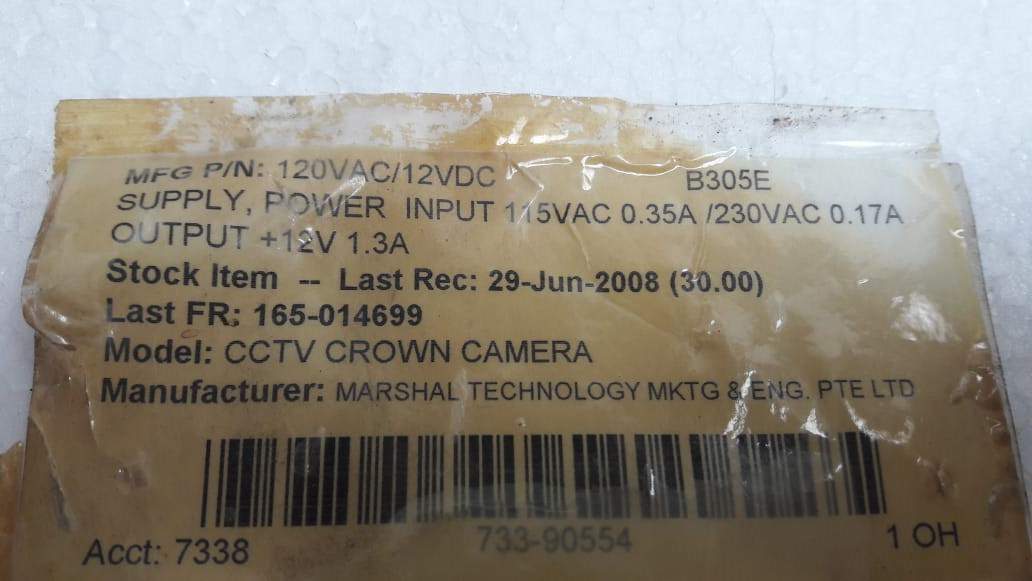 MFG P/N: 120VAC/12VDC B305E
SUPPLY, POWER INPUT 115VAC 0.35A /230VAC 0.17A
OUTPUT +12V 1.3A
Stock Item -- Last Rec: 29-Jun-2008 (30.00)
Last FR: 165-014699
Model: CCTV CROWN CAMERA
Manufacturer: MARSHAL TECHNOLOGY MKTG & ENG. PTE LTD
Acct: 7338 733-90554 1 OH